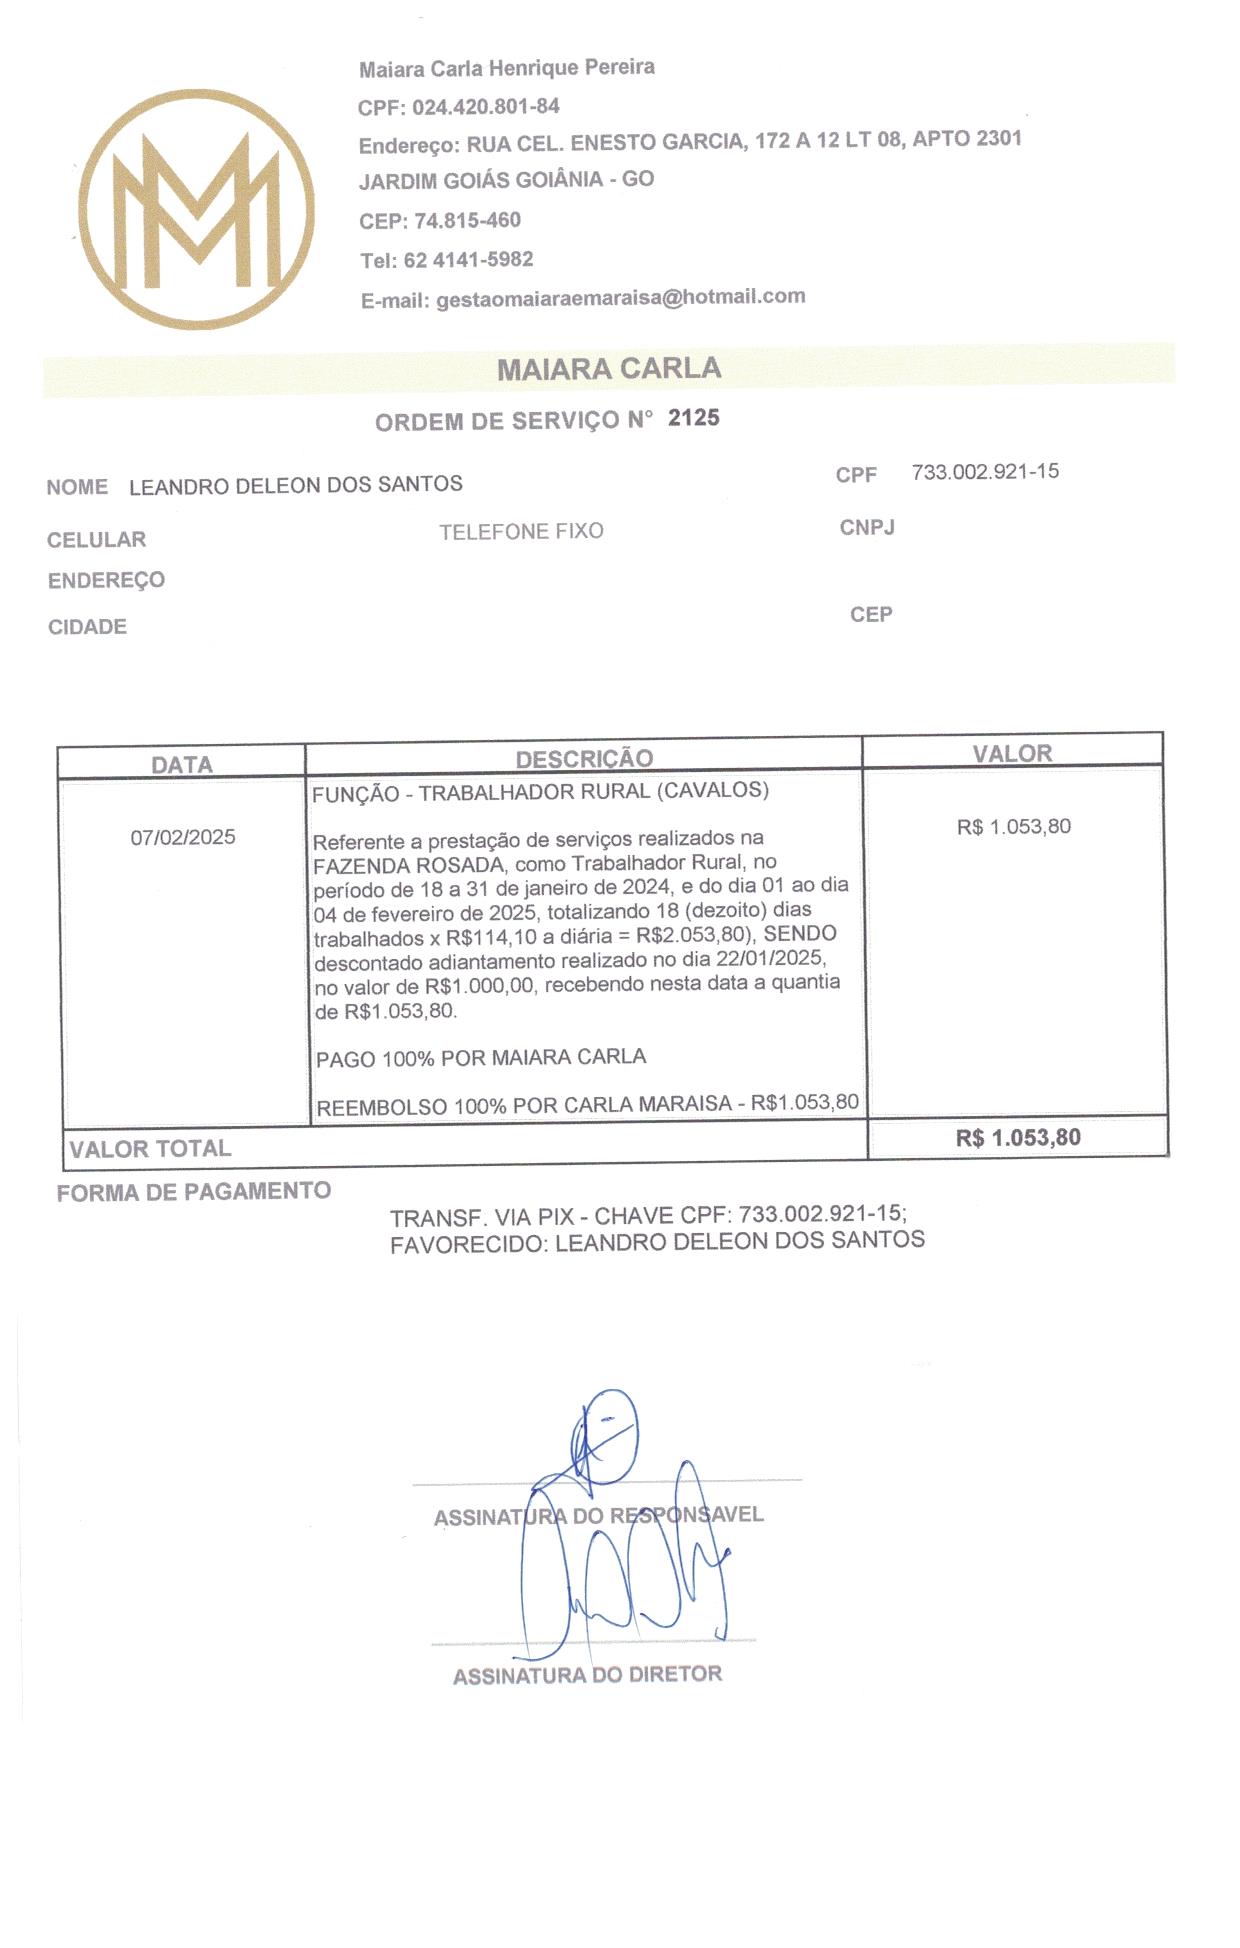 Maiara Carla Henrique Pereira
CPF: 024.420.801-84
Endereço: RUA CEL. ENESTO GARCIA, 172 A 12 LT 08, APTO 2301
JARDIM GOIÁS GOIÂNIA - GO
CEP: 74.815-460
Tel: 62 4141-5982
E-mail: gestaomaiaraemaraisa@hotmail.com
MM
MAIARA CARLA
ORDEM DE SERVIÇO N° 2125
NOME LEANDRO DELEON DOS SANTOS CPF 733.002.921-15
CELULAR TELEFONE FIXO CNPJ
ENDEREÇO
CIDADE CEP
DATA DESCRIÇÃO VALOR
FUNÇÃO - TRABALHADOR RURAL (CAVALOS)
07/02/2025 Referente a prestação de serviços realizados na R$ 1.053,80
FAZENDA ROSADA, como Trabalhador Rural, no
período de 18 a 31 de janeiro de 2024, e do dia 01 ao dia
04 de fevereiro de 2025, totalizando 18 (dezoito) dias
trabalhados x R$114,10 a diária = R$2.053,80), SENDO
descontado adiantamento realizado no dia 22/01/2025,
no valor de R$1.000,00, recebendo nesta data a quantia
de R$1.053,80.
PAGO 100% POR MAIARA CARLA
REEMBOLSO 100% POR CARLA MARAISA - R$1.053,80
VALOR TOTAL R$ 1.053,80
FORMA DE PAGAMENTO
TRANSF. VIA PIX - CHAVE CPF: 733.002.921-15;
FAVORECIDO: LEANDRO DELEON DOS SANTOS
ASSINATURA DO RESPONSAVEL
ASSINATURA DO DIRETOR